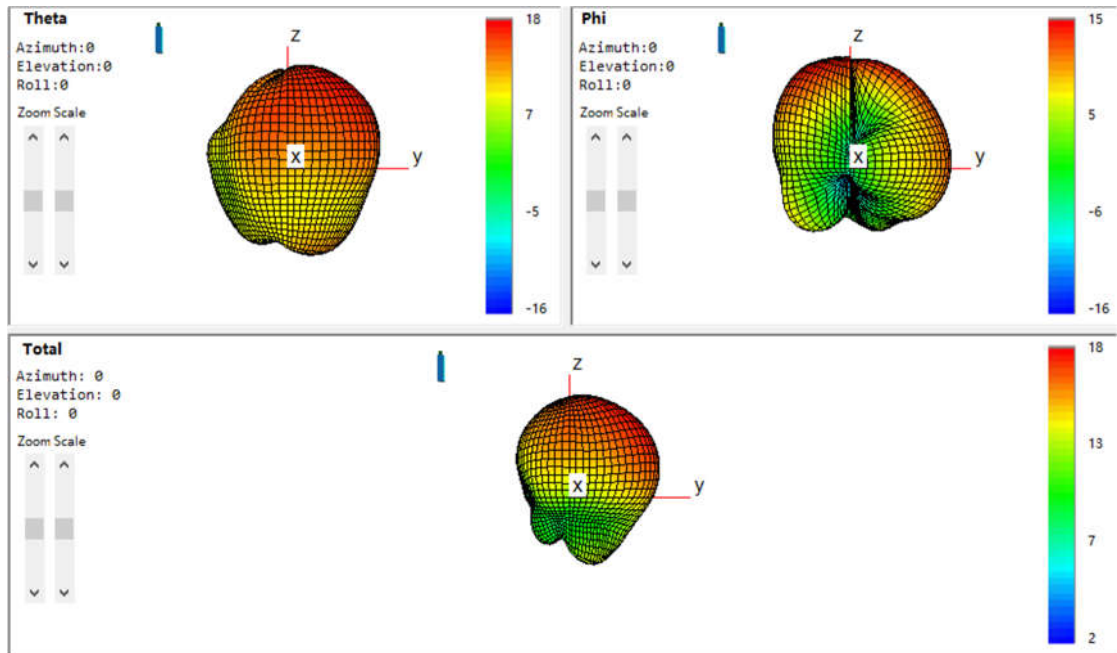 Theta
Azimuth:0
Elevation:0
Roll:0
Zoom Scale
z
x
y
18
7
-5
-16
Phi
Azimuth:0
Elevation:0
Roll:0
Zoom Scale
z
x
y
15
5
-6
-16
Total
Azimuth: 0
Elevation: 0
Roll: 0
Zoom Scale
z
x
y
18
13
7
2